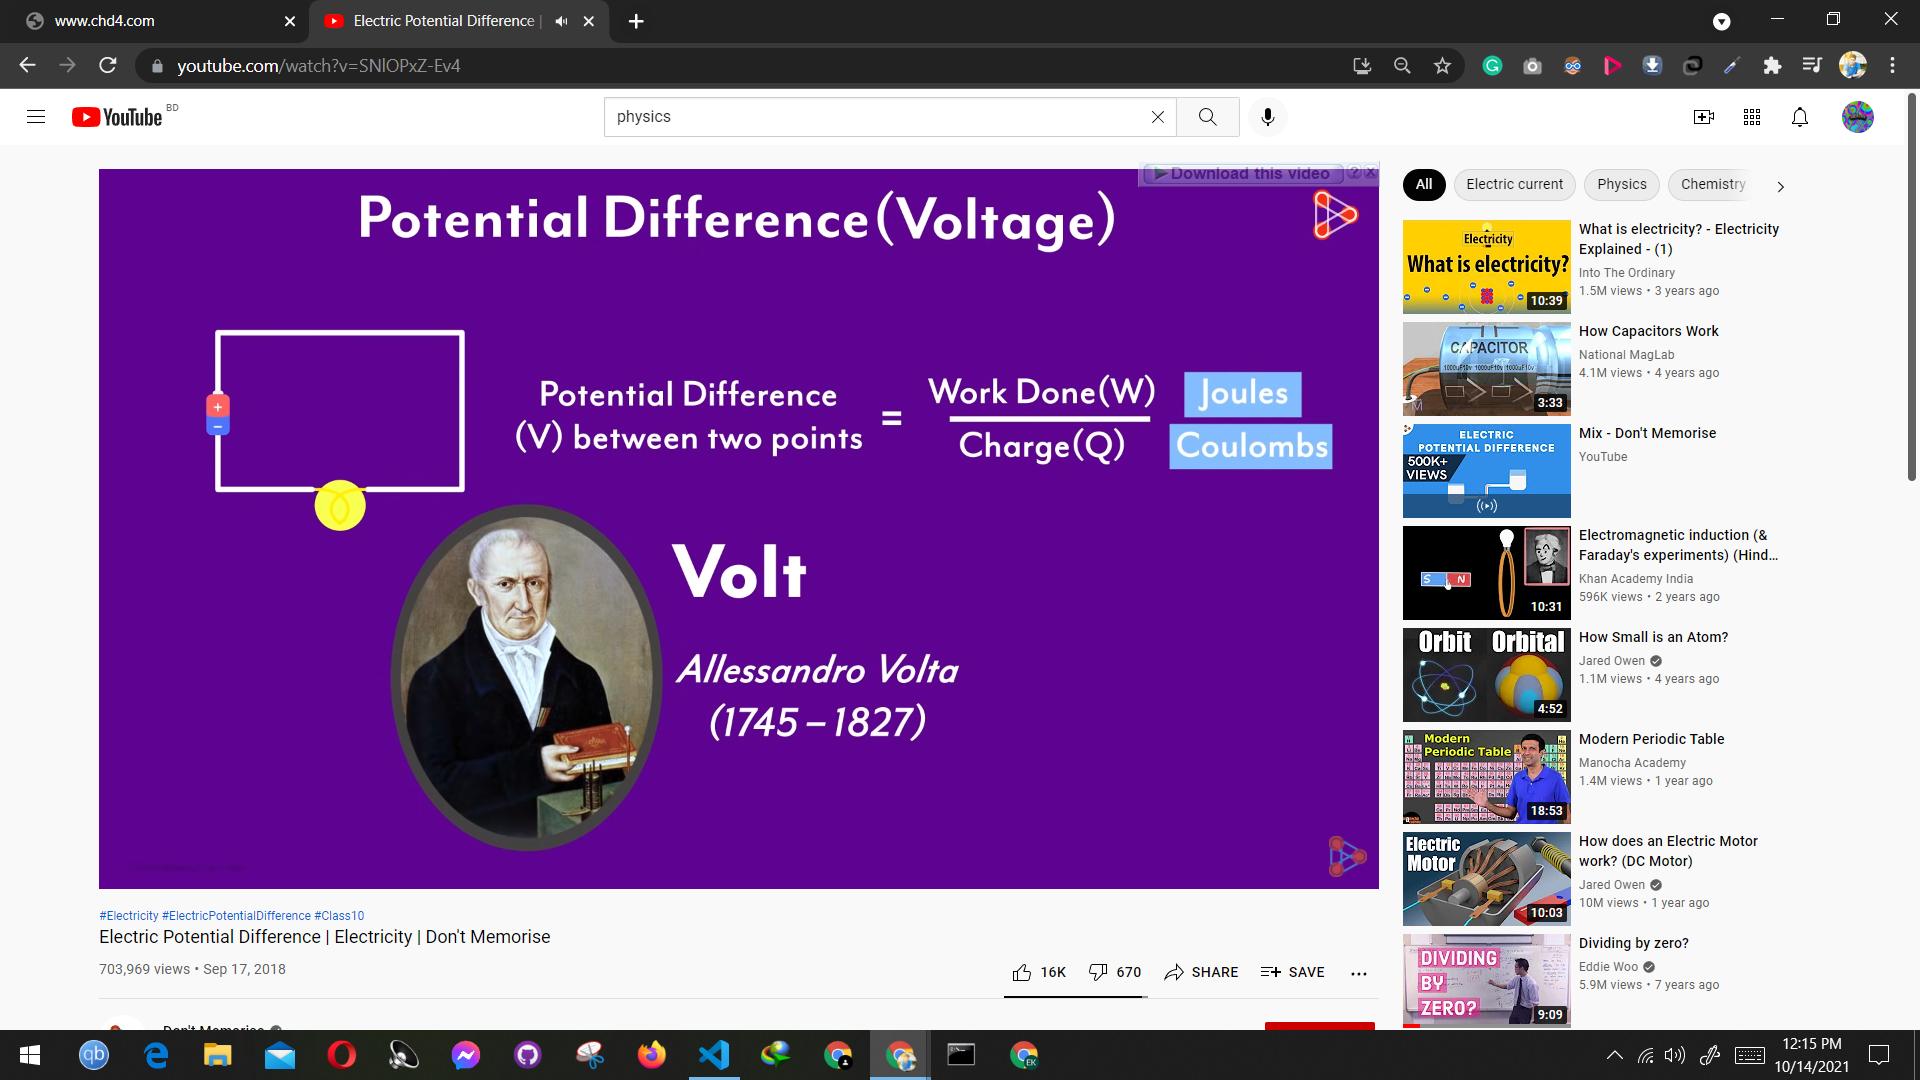 www.chd4.com
Electric Potential Difference |
youtube.com/watch?v=SNlOPxZ-Ev4
YouTube BD
physics
Download this video
Potential Difference (Voltage)
Potential Difference
(V) between two points
=
Work Done(W)
Charge(Q)
Joules
Coulombs
Volt
Allessandro Volta
(1745 – 1827)
#Electricity #ElectricPotentialDifference #Class10
Electric Potential Difference | Electricity | Don't Memorise
703,969 views • Sep 17, 2018
16K
670
SHARE
SAVE
Don't Memorise
All
Electric current
Physics
Chemistry
Electricity
What is electricity?
10:39
What is electricity? - Electricity
Explained - (1)
Into The Ordinary
1.5M views • 3 years ago
CAPACITOR
3:33
How Capacitors Work
National MagLab
4.1M views • 4 years ago
ELECTRIC
POTENTIAL DIFFERENCE
500K+
VIEWS
Mix - Don't Memorise
YouTube
S N
10:31
Electromagnetic induction (&
Faraday's experiments) (Hind...
Khan Academy India
596K views • 2 years ago
Orbit Orbital
4:52
How Small is an Atom?
Jared Owen
1.1M views • 4 years ago
Modern
Periodic Table
18:53
Modern Periodic Table
Manocha Academy
1.4M views • 1 year ago
Electric
Motor
10:03
How does an Electric Motor
work? (DC Motor)
Jared Owen
10M views • 1 year ago
DIVIDING
BY
ZERO?
9:09
Dividing by zero?
Eddie Woo
5.9M views • 7 years ago
qb
EK
12:15 PM
10/14/2021